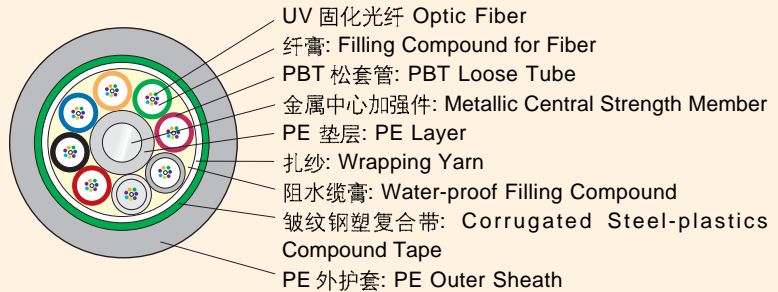 UV 固化光纤 Optic Fiber
纤膏: Filling Compound for Fiber
PBT 松套管: PBT Loose Tube
金属中心加强件: Metallic Central Strength Member
PE 垫层: PE Layer
扎纱: Wrapping Yarn
阻水缆膏: Water-proof Filling Compound
皱纹钢塑复合带: Corrugated Steel-plastics
Compound Tape
PE 外护套: PE Outer Sheath